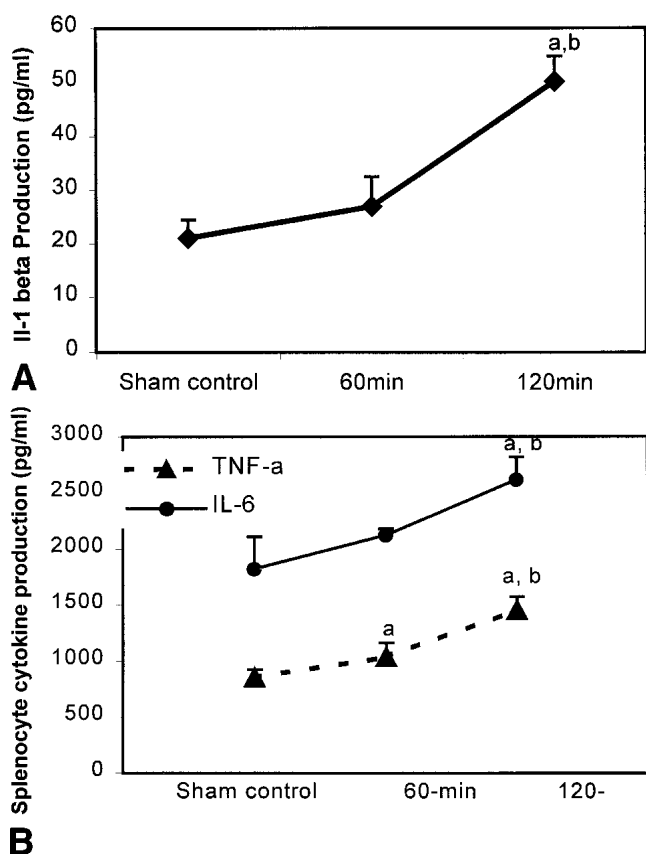 60
50
40
30
20
10
0
Il-1 beta Production (pg/ml)
a,b
Sham control 60min 120min
A
3000
2500
2000
1500
1000
500
0
Splenocyte cytokine production (pg/ml)
TNF-a
IL-6
a, b
a, b
a
Sham control 60-min 120-
B